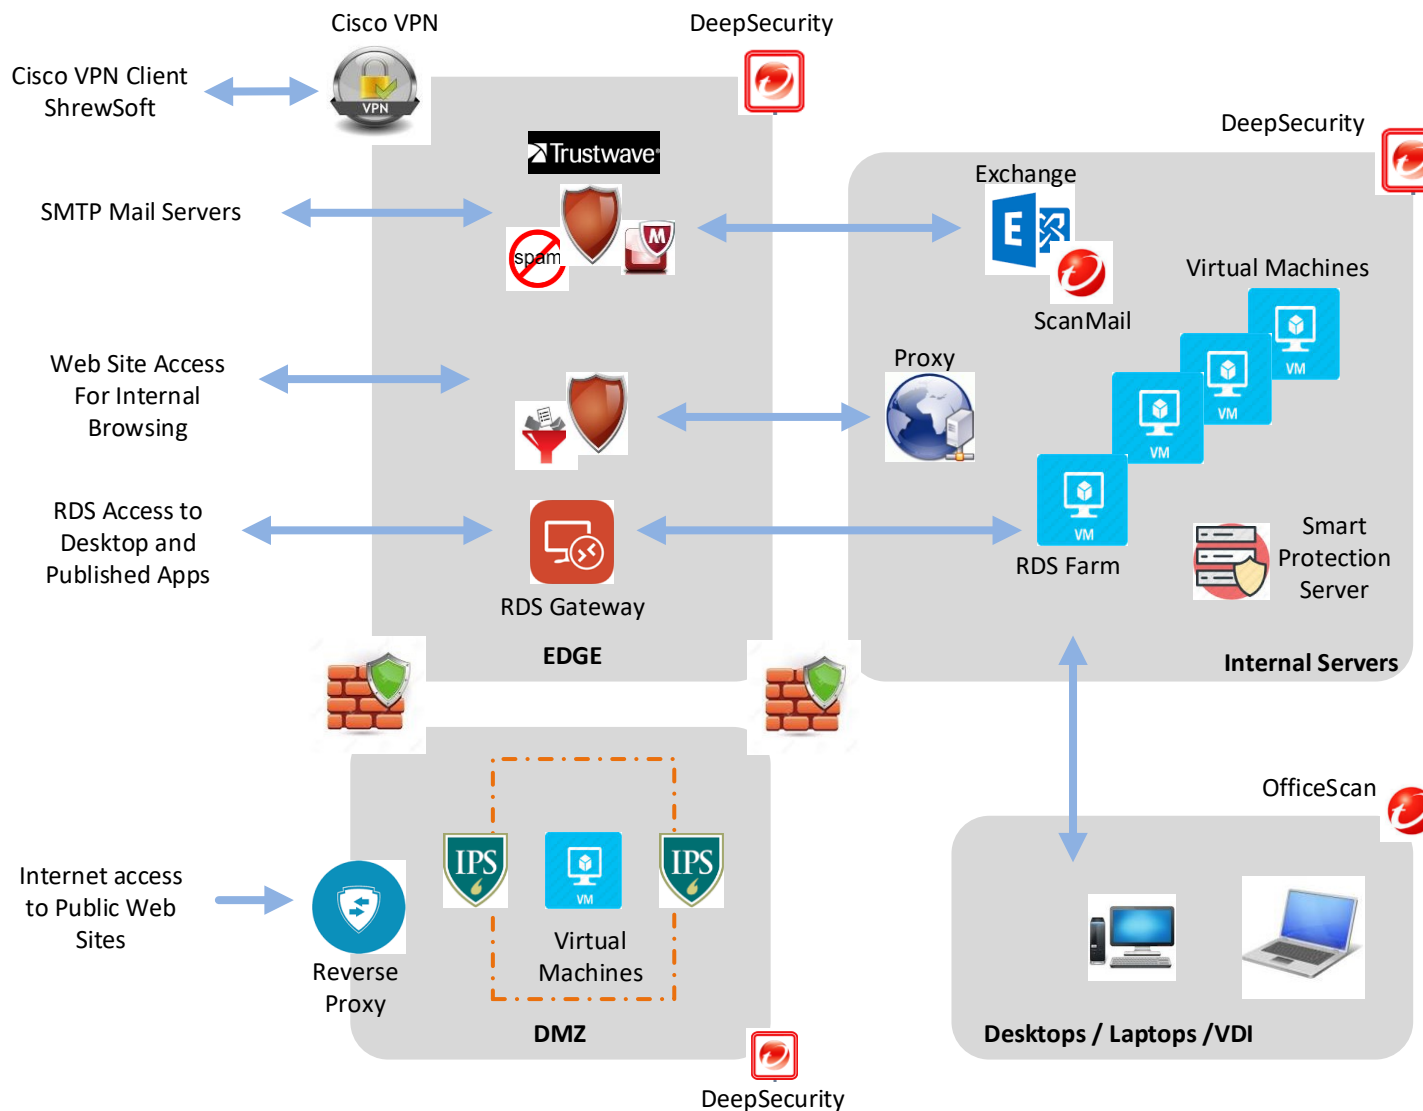 Cisco VPN
DeepSecurity
Cisco VPN Client
ShrewSoft
VPN
DeepSecurity
Trustwave
Exchange
SMTP Mail Servers
spam
M
E
Virtual Machines
ScanMail
VM
Web Site Access
For Internal
Browsing
Proxy
VM
VM
RDS Access to
Desktop and
Published Apps
VM
RDS Farm
Smart
Protection
Server
RDS Gateway
EDGE
Internal Servers
OfficeScan
IPS
VM
IPS
Internet access
to Public Web
Sites
Virtual
Machines
Reverse
Proxy
DMZ
Desktops / Laptops /VDI
DeepSecurity